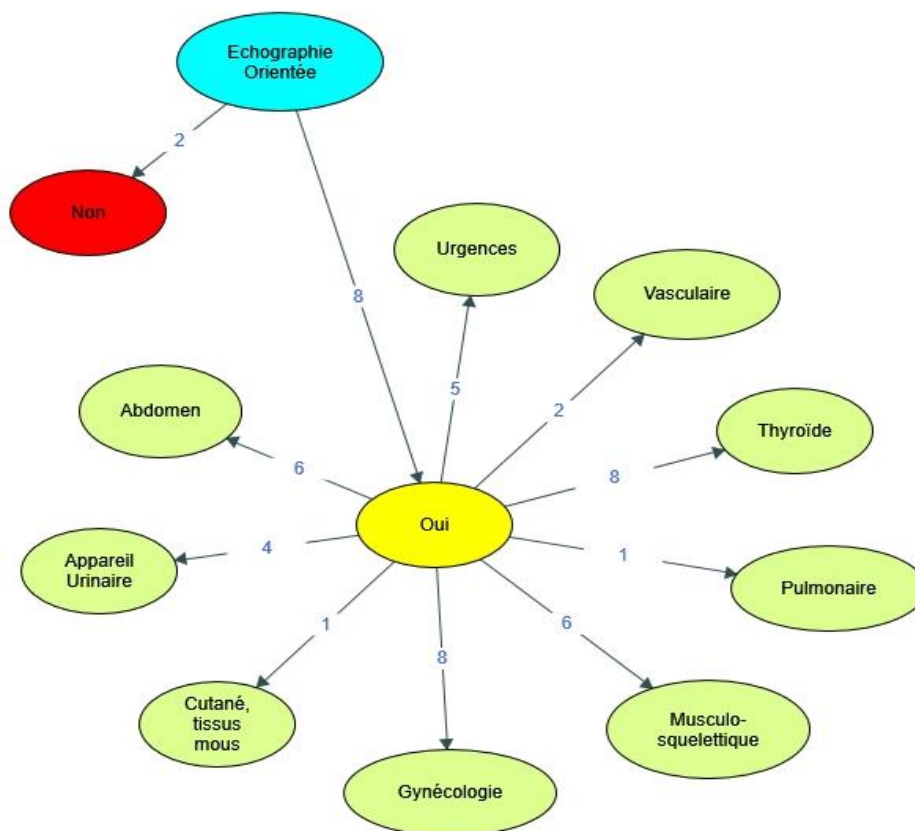 Echographie
Orientée
2
Non
Urgences
Vasculaire
8
Abdomen
5
2
Thyroïde
6
8
Oui
Appareil
Urinaire
4
1
Pulmonaire
1
6
8
Cutané,
tissus
mous
Musculo-
squelettique
Gynécologie